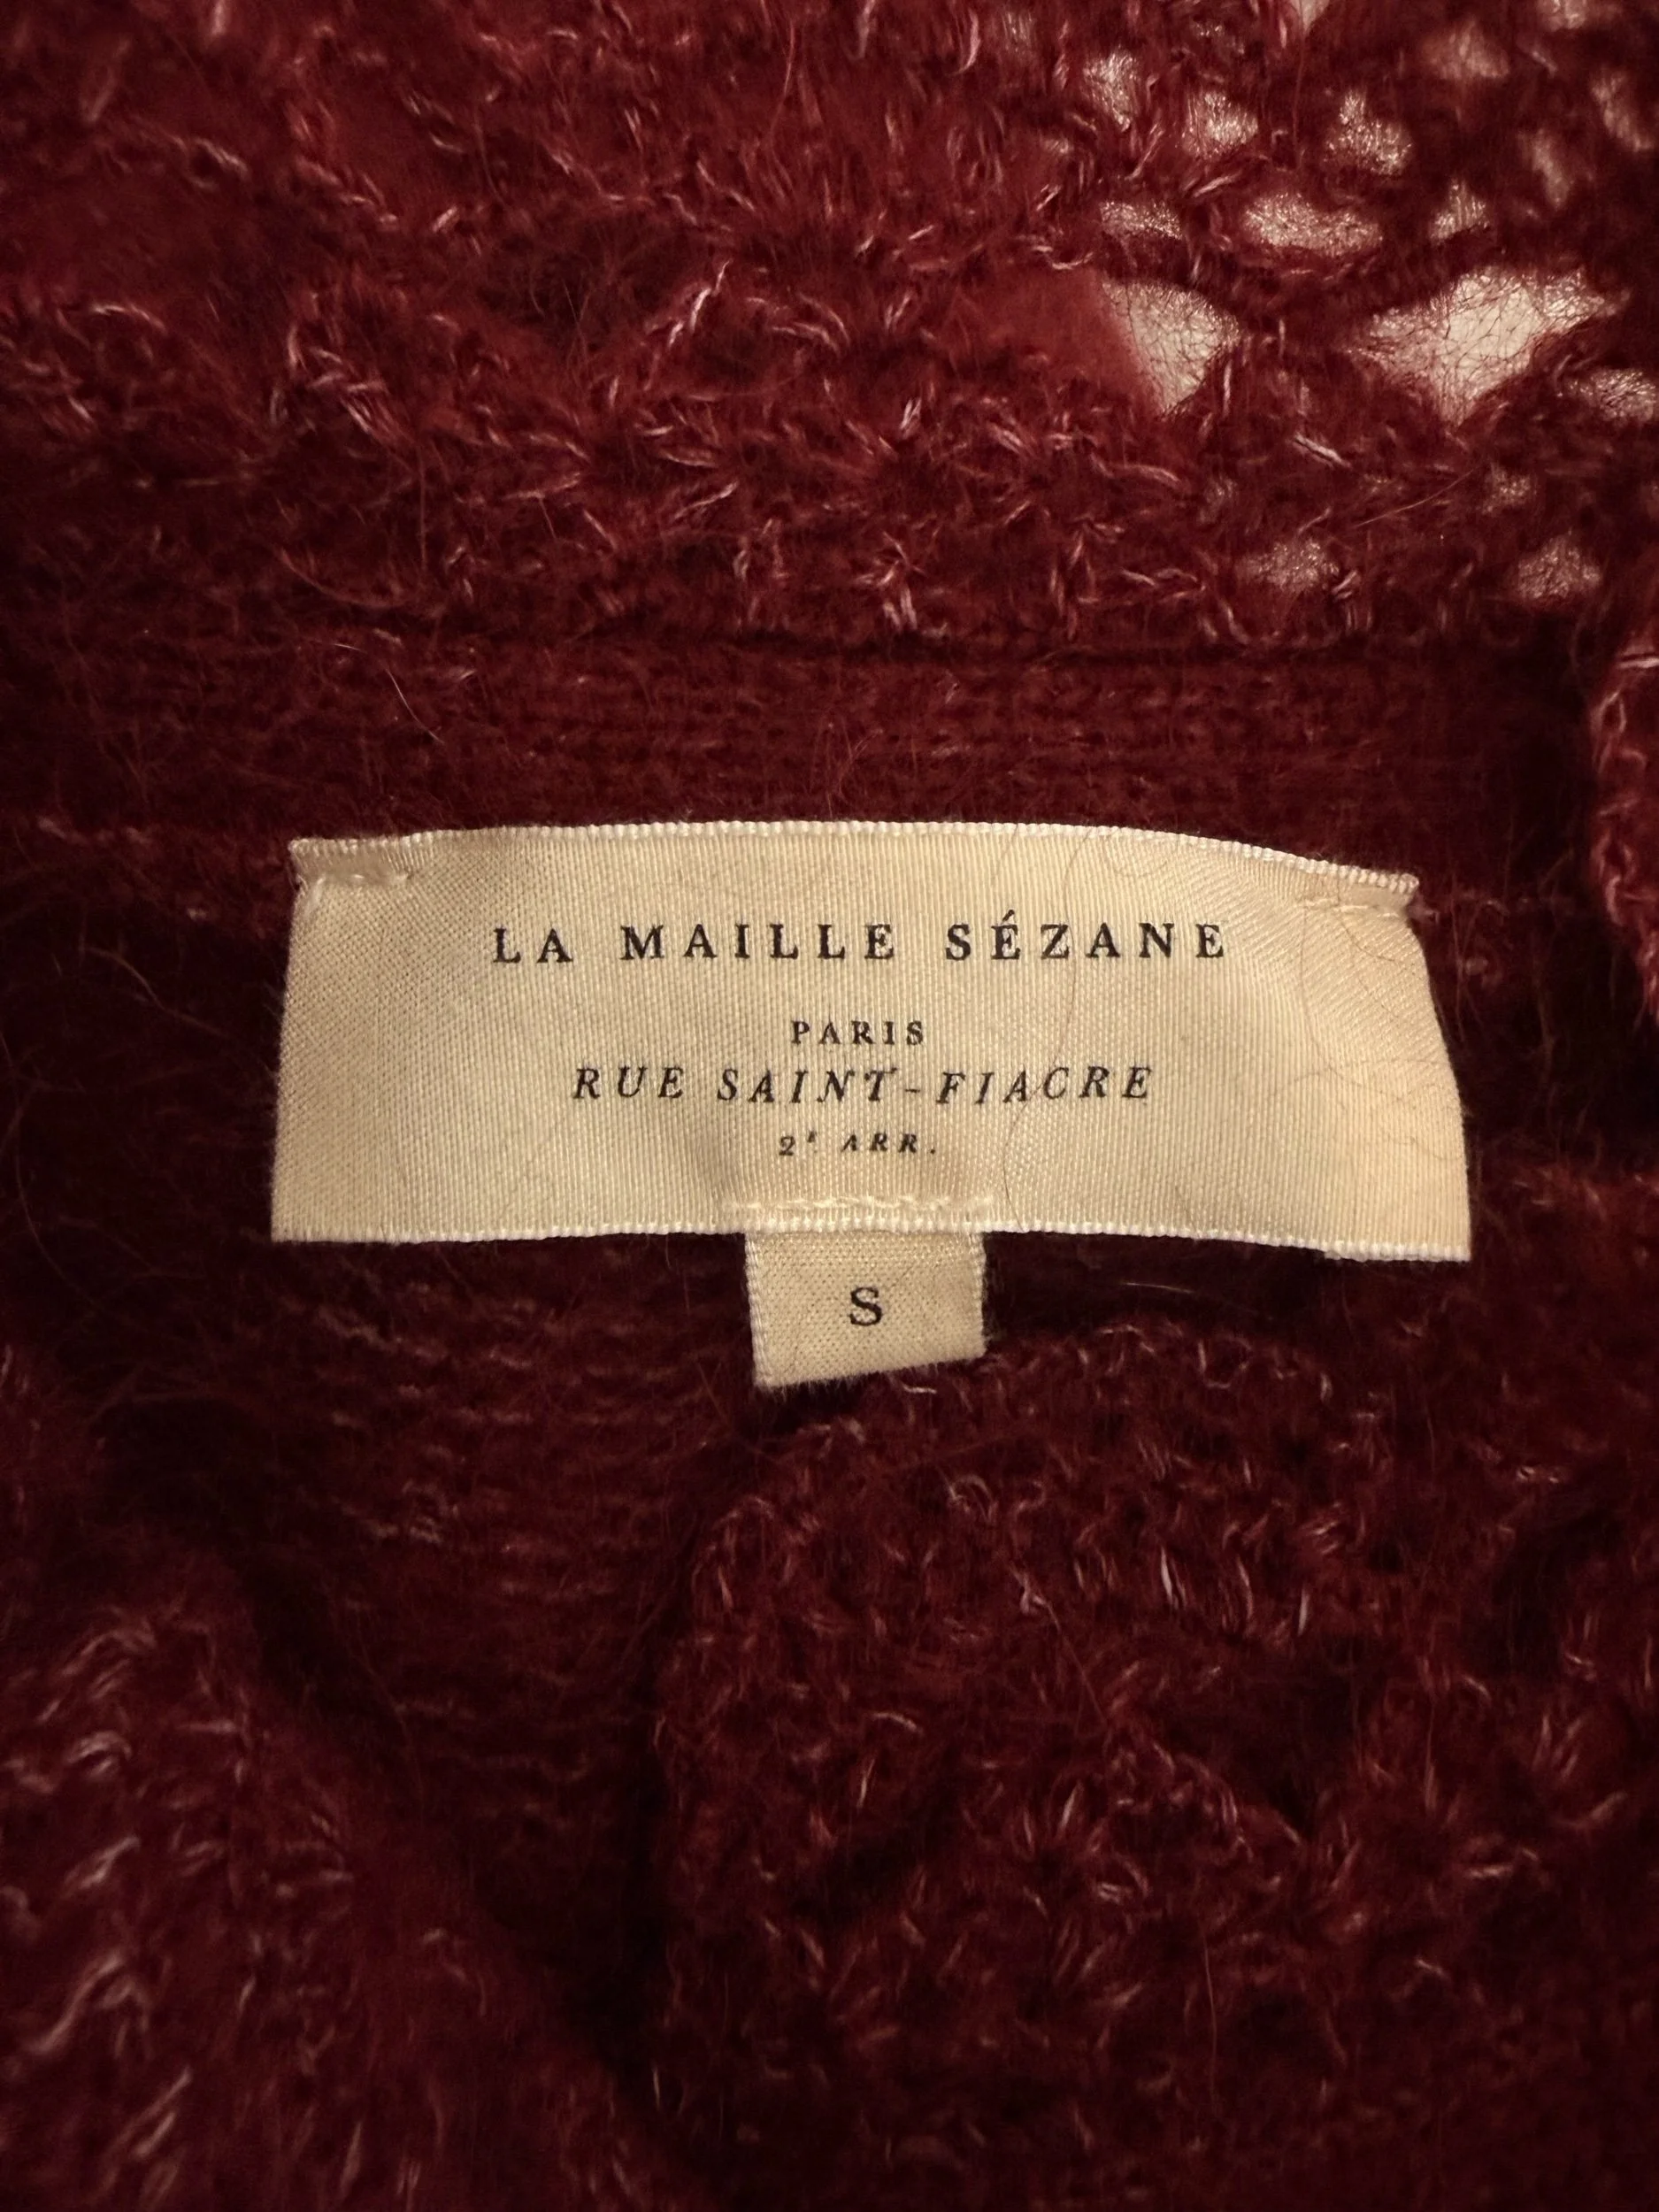 LA MAILLE SÉZANE
PARIS
RUE SAINT-FIACRE
2E ARR.
S